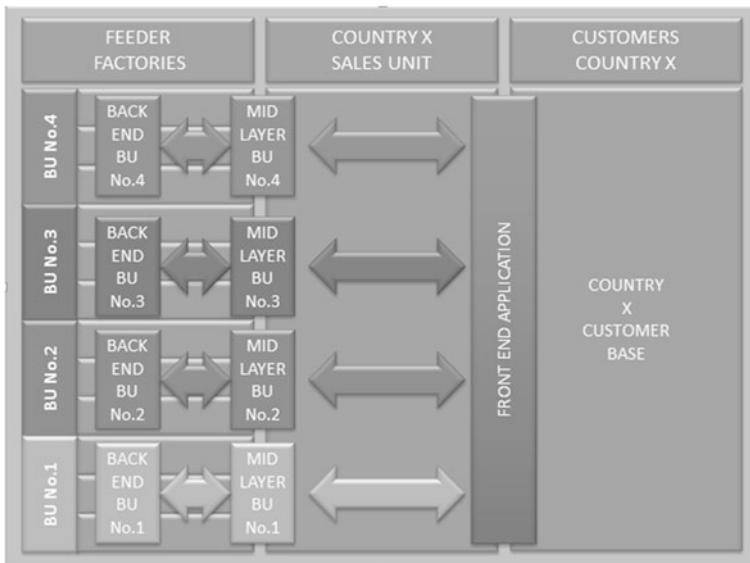 FEEDER
FACTORIES
COUNTRY X
SALES UNIT
CUSTOMERS
COUNTRY X
BU No.4
BACK
END
BU
No.4
MID
LAYER
BU
No.4
BU No.3
BACK
END
BU
No.3
MID
LAYER
BU
No.3
BU No.2
BACK
END
BU
No.2
MID
LAYER
BU
No.2
BU No.1
BACK
END
BU
No.1
MID
LAYER
BU
No.1
FRONT END APPLICATION
COUNTRY
X
CUSTOMER
BASE